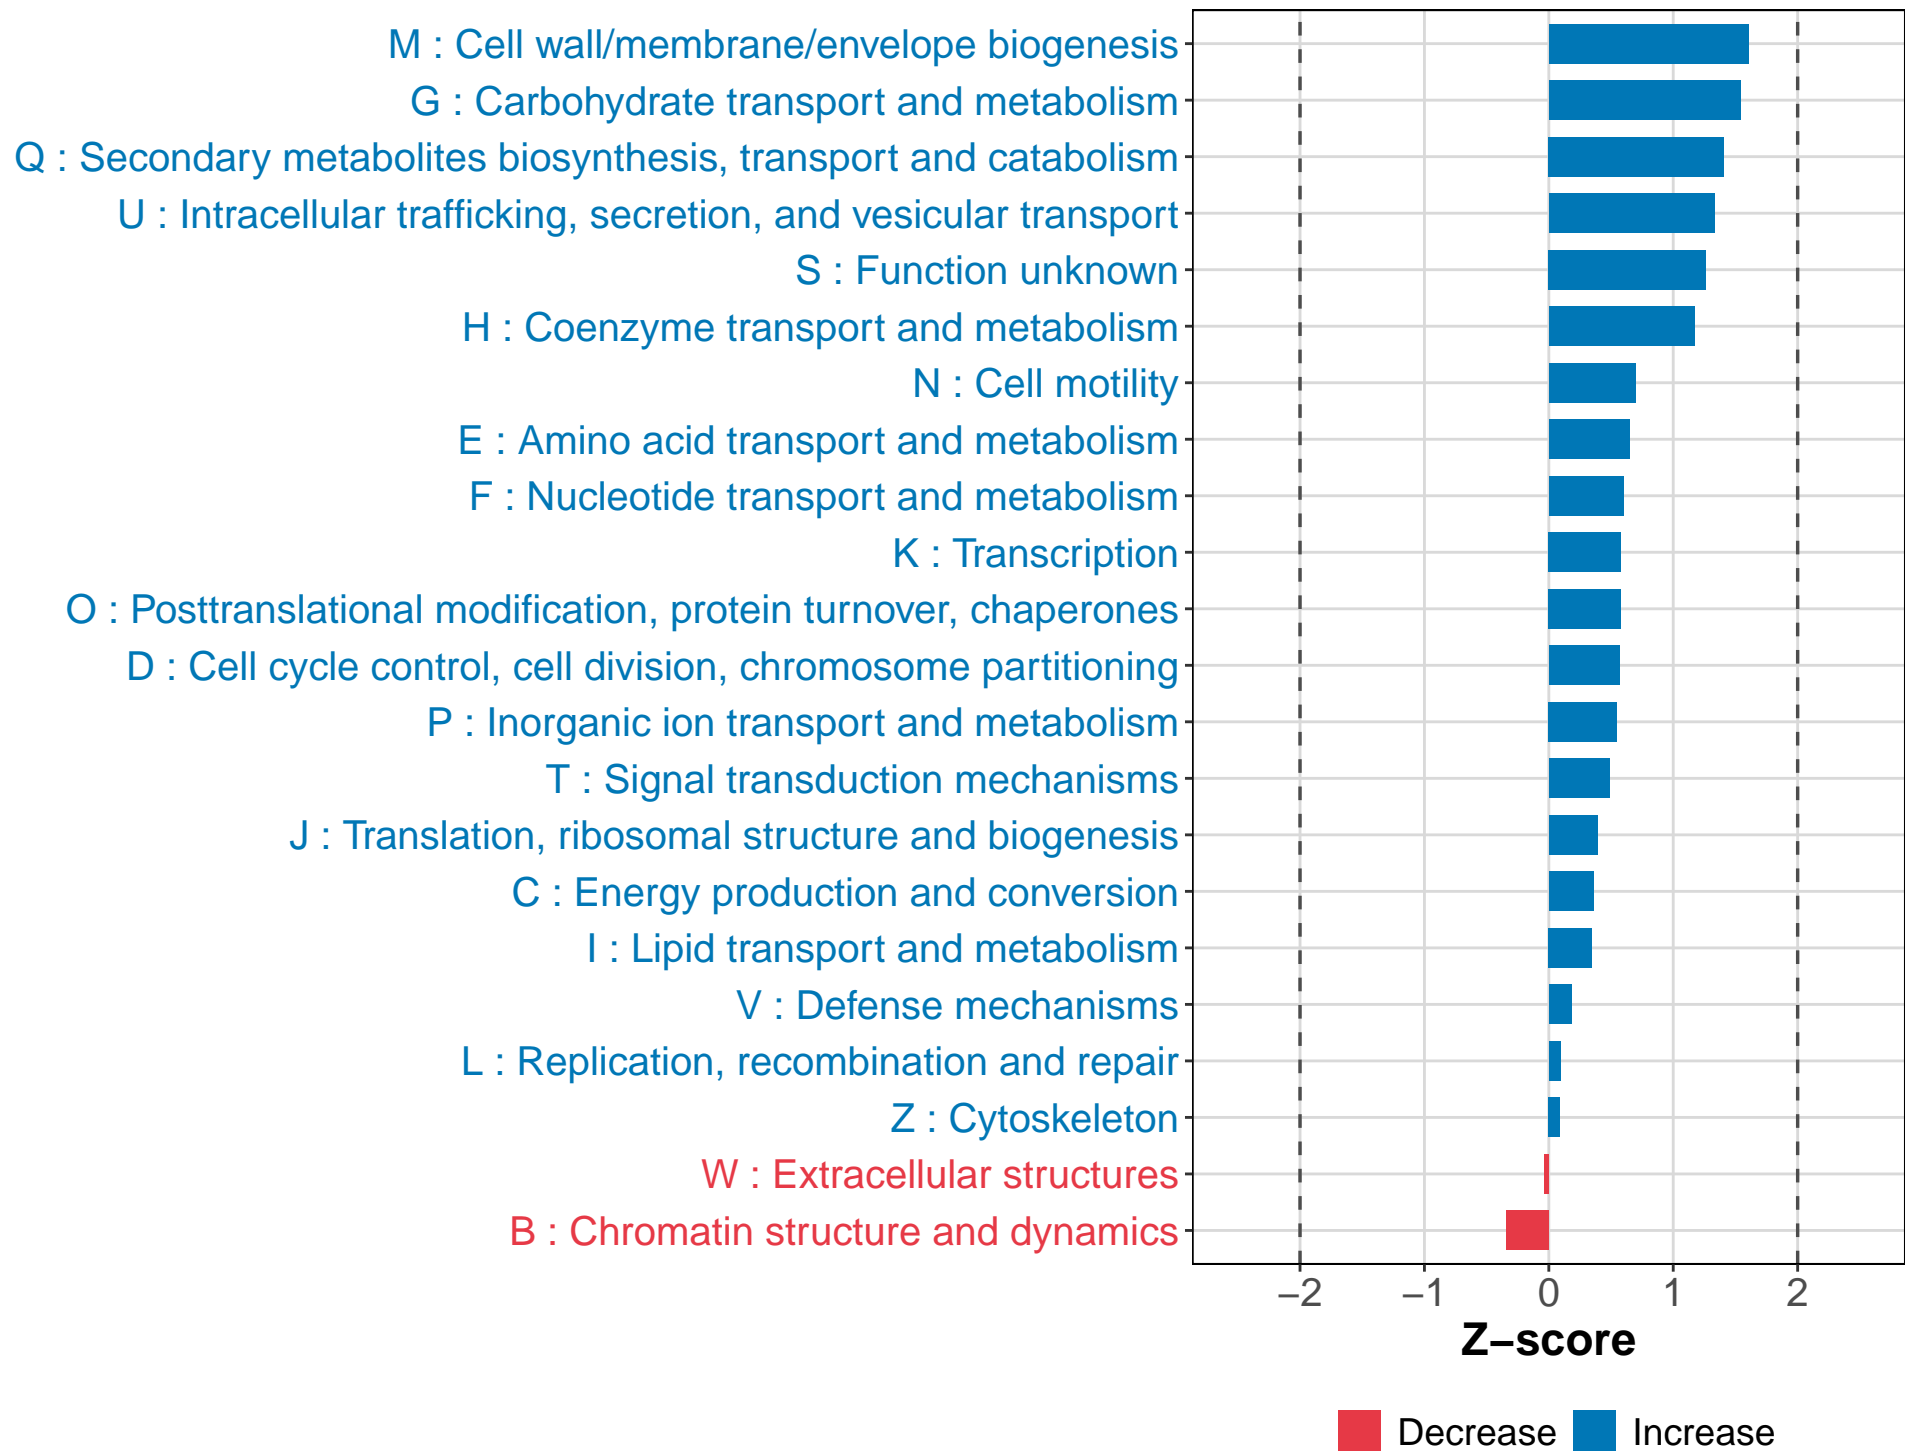 M : Cell wall/membrane/envelope biogenesis
G : Carbohydrate transport and metabolism
Q : Secondary metabolites biosynthesis, transport and catabolism
U : Intracellular trafficking, secretion, and vesicular transport
S : Function unknown
H : Coenzyme transport and metabolism
N : Cell motility
E : Amino acid transport and metabolism
F : Nucleotide transport and metabolism
K : Transcription
O : Posttranslational modification, protein turnover, chaperones
D : Cell cycle control, cell division, chromosome partitioning
P : Inorganic ion transport and metabolism
T : Signal transduction mechanisms
J : Translation, ribosomal structure and biogenesis
C : Energy production and conversion
I : Lipid transport and metabolism
V : Defense mechanisms
L : Replication, recombination and repair
Z : Cytoskeleton
W : Extracellular structures
B : Chromatin structure and dynamics
−2 −1 0 1 2
Z−score
Decrease Increase